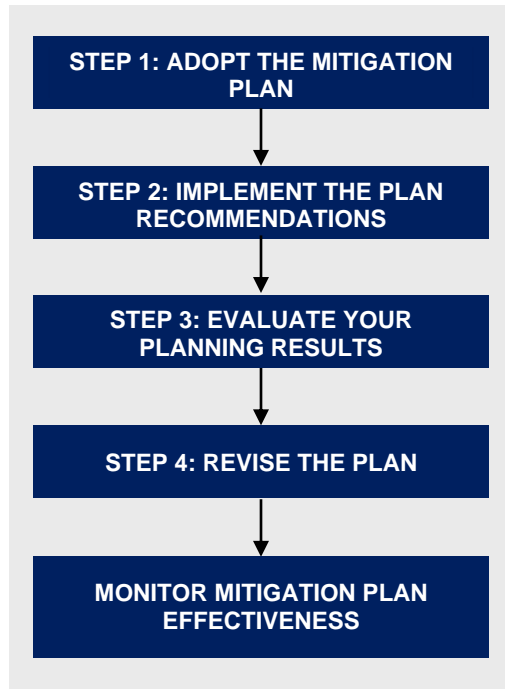 STEP 1: ADOPT THE MITIGATION
PLAN
STEP 2: IMPLEMENT THE PLAN
RECOMMENDATIONS
STEP 3: EVALUATE YOUR
PLANNING RESULTS
STEP 4: REVISE THE PLAN
MONITOR MITIGATION PLAN
EFFECTIVENESS